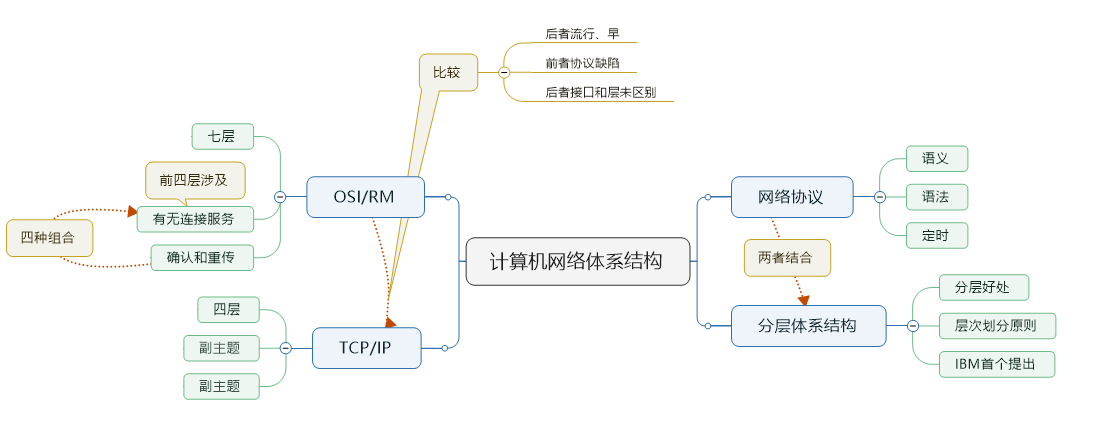 后者流行、早
比较
前者协议缺陷
后者接口和层未区别
七层
前四层涉及
OSI/RM
有无连接服务
四种组合
确认和重传
计算机网络体系结构
四层
副主题
TCP/IP
副主题
网络协议
语义
语法
定时
两者结合
分层体系结构
分层好处
层次划分原则
IBM首个提出